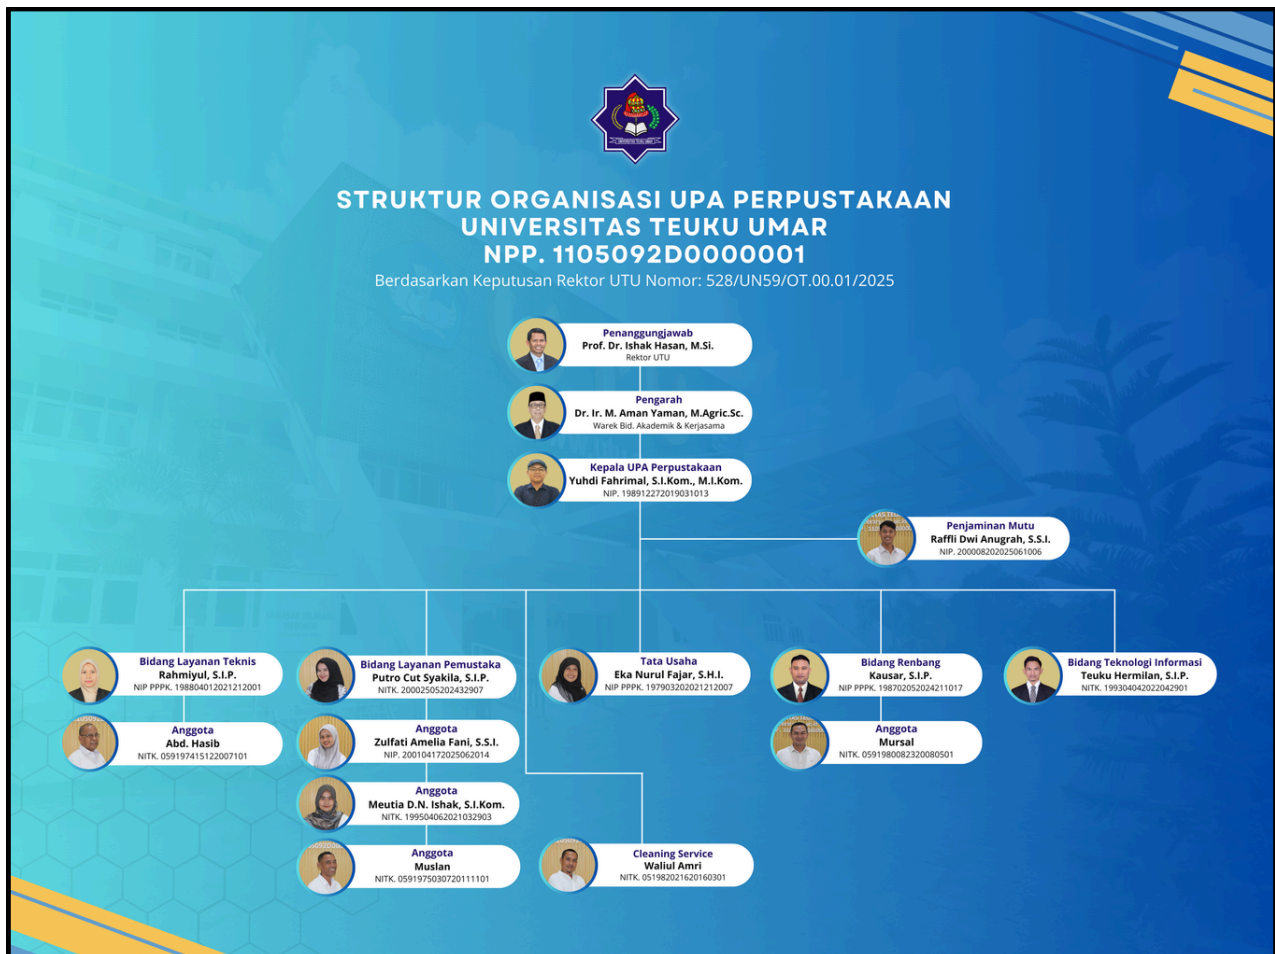 UNIVERSITAS TEUKU UMAR
STRUKTUR ORGANISASI UPA PERPUSTAKAAN
UNIVERSITAS TEUKU UMAR
NPP. 1105092D0000001
Berdasarkan Keputusan Rektor UTU Nomor: 528/UN59/OT.00.01/2025
Penanggungjawab
Prof. Dr. Ishak Hasan, M.Si.
Rektor UTU
Pengarah
Dr. Ir. M. Aman Yaman, M.Agric.Sc.
Warek Bid. Akademik & Kerjasama
Kepala UPA Perpustakaan
Yuhdi Fahrimal, S.I.Kom., M.I.Kom.
NIP. 198912272019031013
Penjaminan Mutu
Raffli Dwi Anugrah, S.S.I.
NIP. 200008202025061006
Bidang Layanan Teknis
Rahmiyul, S.I.P.
NIP PPPK. 198804012021212001
Anggota
Abd. Hasib
NITK. 059197415122007101
Bidang Layanan Pemustaka
Putro Cut Syakila, S.I.P.
NITK. 20002505202432907
Anggota
Zulfati Amelia Fani, S.S.I.
NIP. 200104172025062014
Anggota
Meutia D.N. Ishak, S.I.Kom.
NITK. 199504062021032903
Anggota
Muslan
NITK. 0591975030720111101
Tata Usaha
Eka Nurul Fajar, S.H.I.
NIP PPPK. 197903202021212007
Cleaning Service
Waliul Amri
NITK. 051982021620160301
Bidang Renbang
Kausar, S.I.P.
NIP PPPK. 198702052024211017
Anggota
Mursal
NITK. 0591980082320080501
Bidang Teknologi Informasi
Teuku Hermilan, S.I.P.
NITK. 199304042022042901